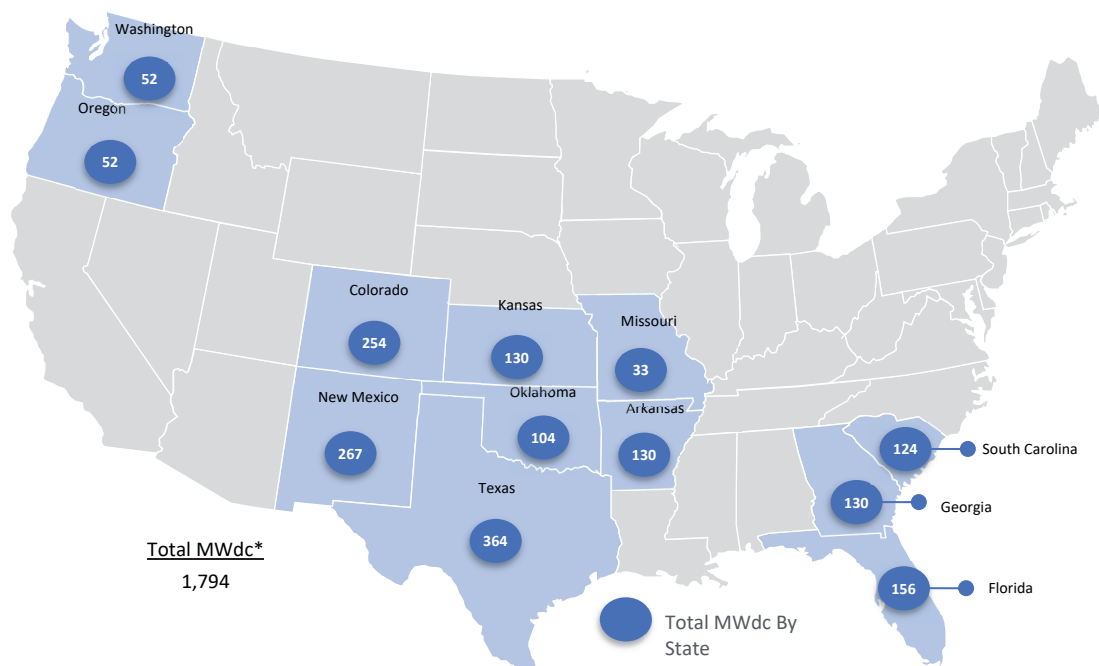 Washington
52
Oregon
52
Colorado
254
Kansas
130
Missouri
33
New Mexico
267
Oklahoma
104
Arkansas
130
Texas
364
124
South Carolina
130
Georgia
156
Florida
Total MWdc*
1,794
Total MWdc By
State